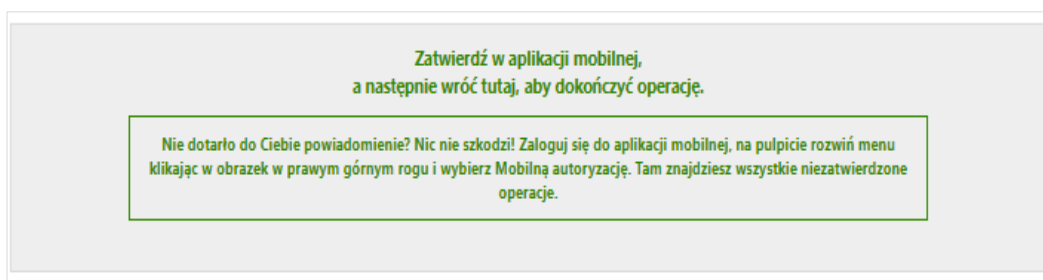 Zatwierdź w aplikacji mobilnej,
a następnie wróć tutaj, aby dokończyć operację.
Nie dotarło do Ciebie powiadomienie? Nic nie szkodzi! Zaloguj się do aplikacji mobilnej, na pulpicie rozwiń menu
klikając w obrazek w prawym górnym rogu i wybierz Mobilną autoryzację. Tam znajdziesz wszystkie niezatwierdzone
operacje.